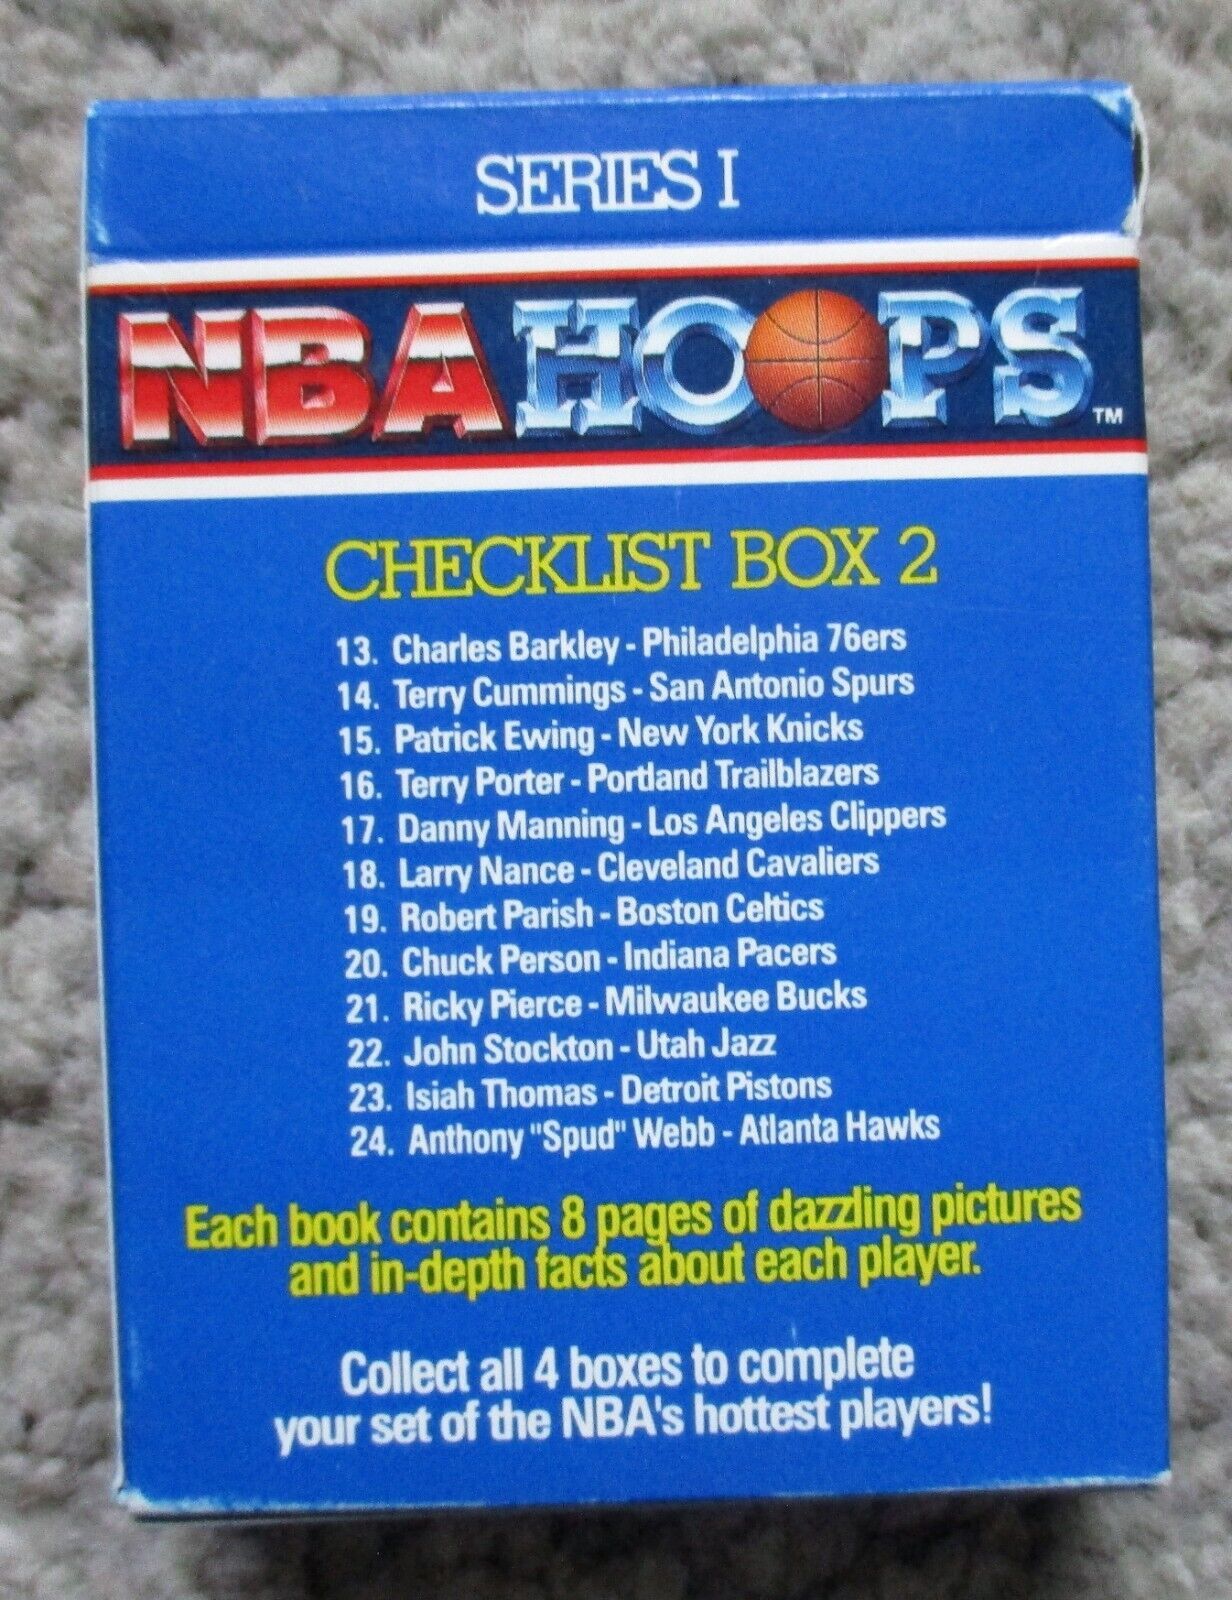 SERIES I
NBA HOOPS TM
CHECKLIST BOX 2
13. Charles Barkley - Philadelphia 76ers
14. Terry Cummings - San Antonio Spurs
15. Patrick Ewing - New York Knicks
16. Terry Porter - Portland Trailblazers
17. Danny Manning - Los Angeles Clippers
18. Larry Nance - Cleveland Cavaliers
19. Robert Parish - Boston Celtics
20. Chuck Person - Indiana Pacers
21. Ricky Pierce - Milwaukee Bucks
22. John Stockton - Utah Jazz
23. Isiah Thomas - Detroit Pistons
24. Anthony "Spud" Webb - Atlanta Hawks
Each book contains 8 pages of dazzling pictures
and in-depth facts about each player.
Collect all 4 boxes to complete
your set of the NBA's hottest players!